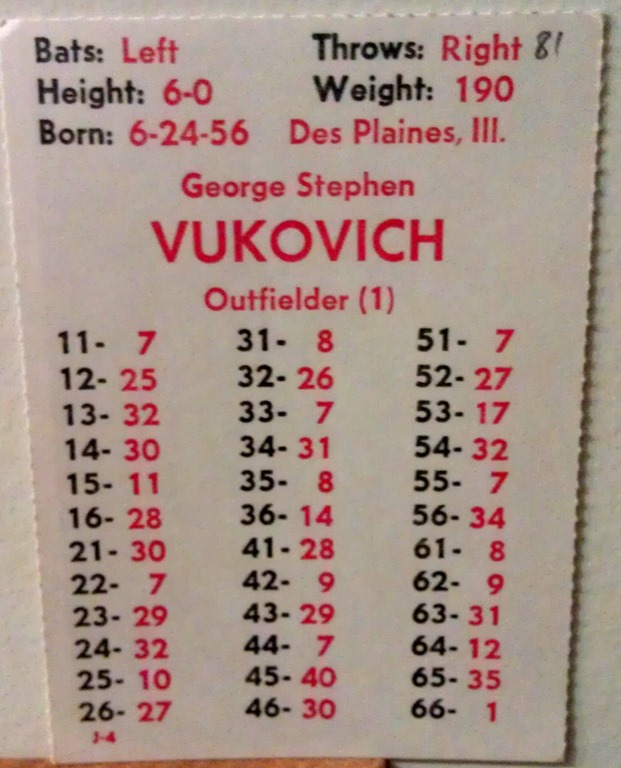 Bats: Left Throws: Right 81
Height: 6-0 Weight: 190
Born: 6-24-56 Des Plaines, Ill.
George Stephen
VUKOVICH
Outfielder (1)
11- 7 31- 8 51- 7
12- 25 32- 26 52- 27
13- 32 33- 7 53- 17
14- 30 34- 31 54- 32
15- 11 35- 8 55- 7
16- 28 36- 14 56- 34
21- 30 41- 28 61- 8
22- 7 42- 9 62- 9
23- 29 43- 29 63- 31
24- 32 44- 7 64- 12
25- 10 45- 40 65- 35
26- 27 46- 30 66- 1
J-4